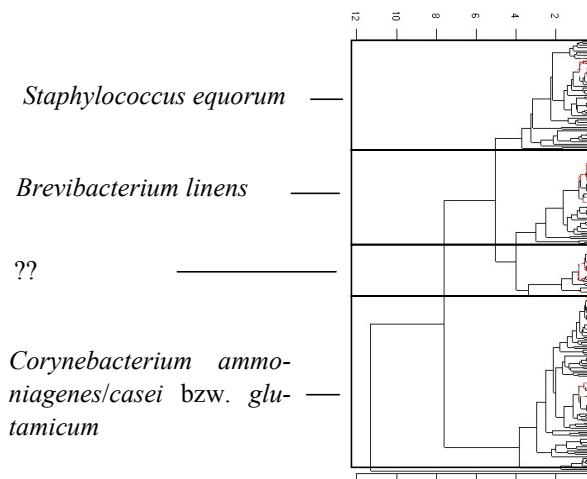 12 10 8 6 4 2
Staphylococcus equorum
Brevibacterium linens
??
Corynebacterium ammo-
niagenes/casei bzw. glu-
tamicum